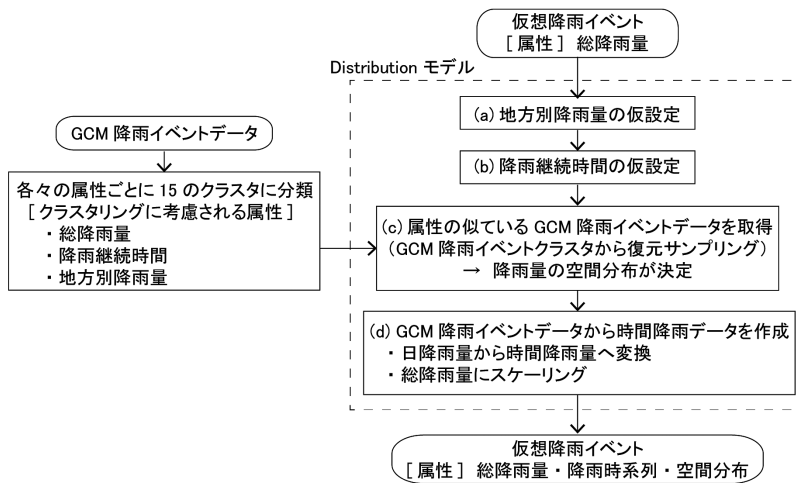 仮想降雨イベント
[ 属性 ] 総降雨量
Distribution モデル
(a) 地方別降雨量の仮設定
GCM 降雨イベントデータ
(b) 降雨継続時間の仮設定
各々の属性ごとに 15 のクラスタに分類
[ クラスタリングに考慮される属性 ]
・総降雨量
・降雨継続時間
・地方別降雨量
(c) 属性の似ている GCM 降雨イベントデータを取得
(GCM 降雨イベントクラスタから復元サンプリング)
→ 降雨量の空間分布が決定
(d) GCM 降雨イベントデータから時間降雨データを作成
・日降雨量から時間降雨量へ変換
・総降雨量にスケーリング
仮想降雨イベント
[ 属性 ] 総降雨量・降雨時系列・空間分布